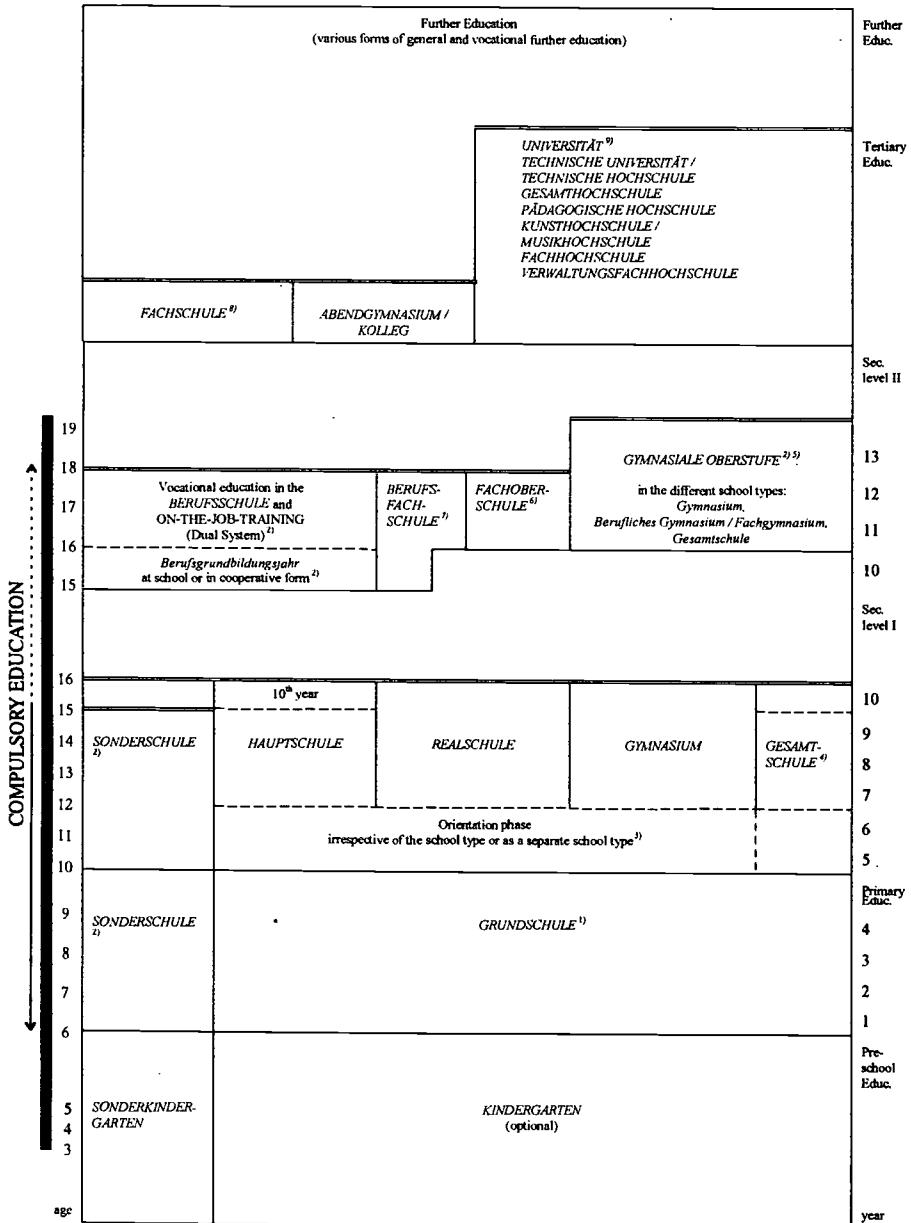 Further Education
(various forms of general and vocational further education)
Further
Educ.
UNIVERSITÄT 9)
TECHNISCHE UNIVERSITÄT /
TECHNISCHE HOCHSCHULE
GESAMTHOCHSCHULE
PÄDAGOGISCHE HOCHSCHULE
KUNSTHOCHSCHULE /
MUSIKHOCHSCHULE
FACHHOCHSCHULE
VERWALTUNGSFACHHOCHSCHULE
Tertiary
Educ.
FACHSCHULE 8)
ABENDGYMNASIUM /
KOLLEG
Sec.
level II
COMPULSORY EDUCATION
19
18
17
16
15
Vocational education in the
BERUFSSCHULE and
ON-THE-JOB-TRAINING
(Dual System) 2)
Berufsgrundbildungsjahr
at school or in cooperative form 2)
BERUFS-
FACH-
SCHULE 7)
FACHOBER-
SCHULE 6)
GYMNASIALE OBERSTUFE 2) 5)
in the different school types:
Gymnasium,
Berufliches Gymnasium / Fachgymnasium,
Gesamtschule
13
12
11
10
Sec.
level I
16
15
14
13
12
11
10
SONDERSCHULE
2)
10th year
HAUPTSCHULE
REALSCHULE
GYMNASIUM
GESAMT-
SCHULE 4)
10
9
8
7
6
5
Orientation phase
irrespective of the school type or as a separate school type 3)
Primary
Educ.
9
8
7
6
SONDERSCHULE
2)
GRUNDSCHULE 1)
4
3
2
1
Pre-
school
Educ.
5
4
3
SONDERKINDER-
GARTEN
KINDERGARTEN
(optional)
age
year